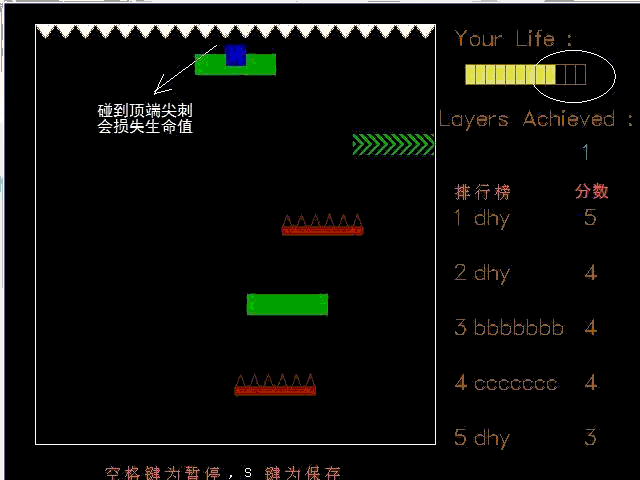 Your Life :
碰到顶端尖刺
会损失生命值
Layers Achieved :
1
排行榜 分数
1 dhy 5
2 dhy 4
3 bbbbbbb 4
4 ccccccc 4
5 dhy 3
空格键为暂停，S 键为保存